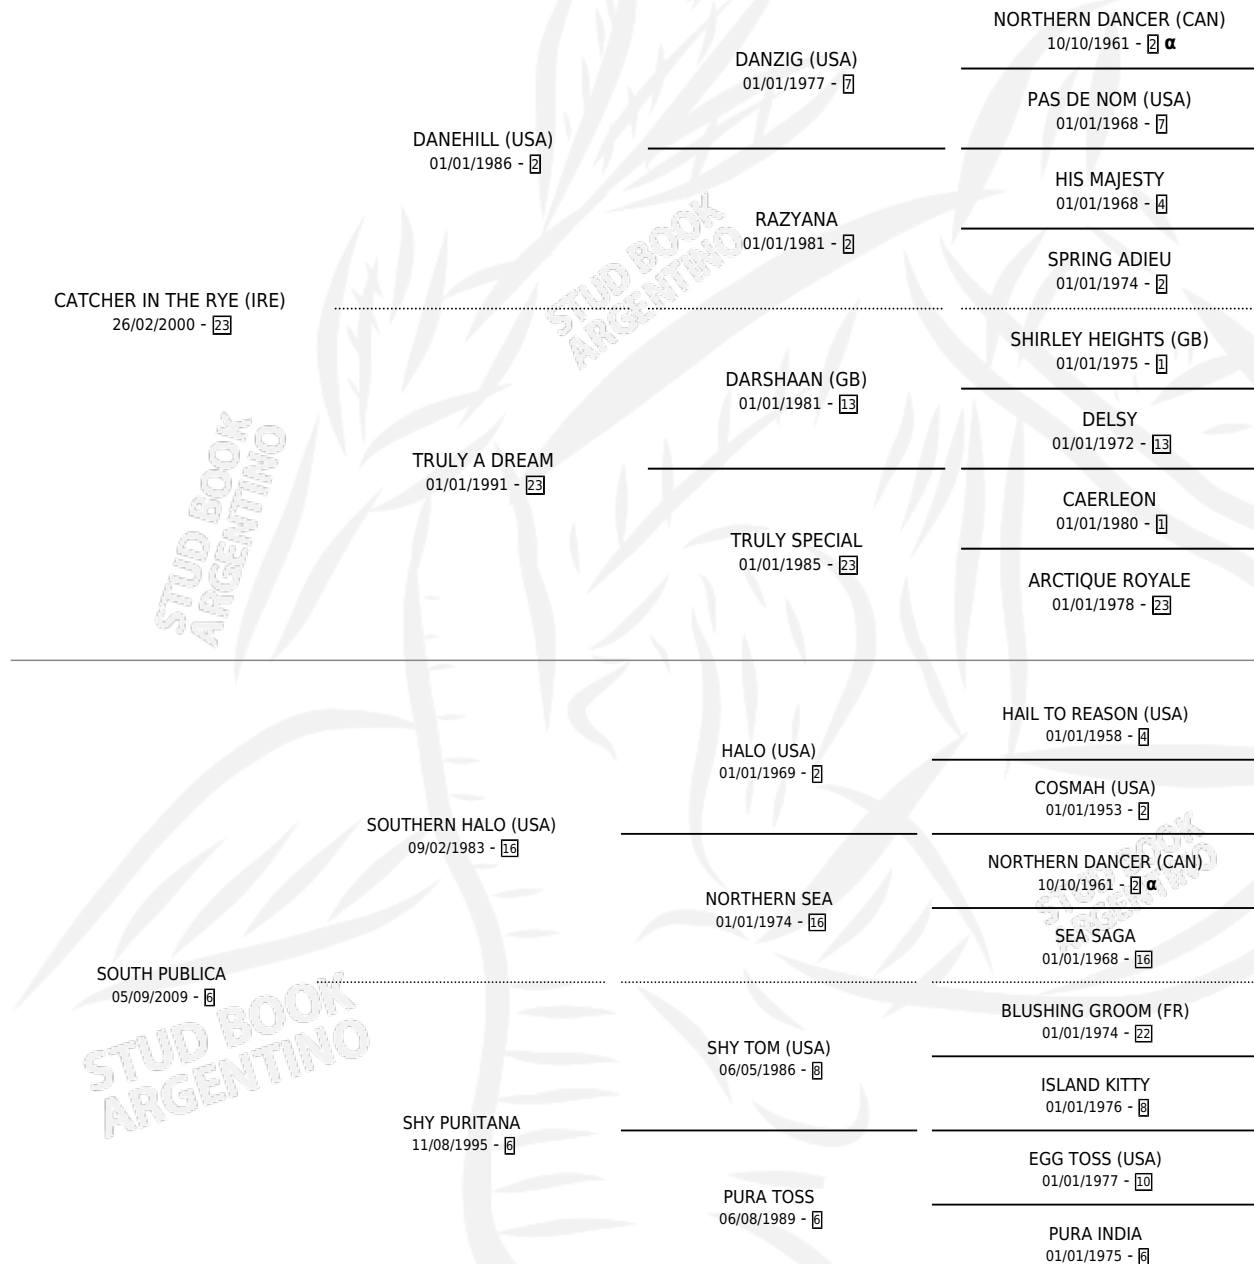 NORTHERN DANCER (CAN)
10/10/1961 - 2 α
DANZIG (USA)
01/01/1977 - 7
PAS DE NOM (USA)
01/01/1968 - 7
DANEHILL (USA)
01/01/1986 - 2
HIS MAJESTY
01/01/1968 - 4
RAZYANA
01/01/1981 - 2
SPRING ADIEU
01/01/1974 - 2
CATCHER IN THE RYE (IRE)
26/02/2000 - 23
SHIRLEY HEIGHTS (GB)
01/01/1975 - 1
DARSHAAN (GB)
01/01/1981 - 13
DELSY
01/01/1972 - 13
TRULY A DREAM
01/01/1991 - 23
CAERLEON
01/01/1980 - 1
TRULY SPECIAL
01/01/1985 - 23
ARCTIQUE ROYALE
01/01/1978 - 23
HAIL TO REASON (USA)
01/01/1958 - 4
HALO (USA)
01/01/1969 - 2
COSMAH (USA)
01/01/1953 - 2
SOUTHERN HALO (USA)
09/02/1983 - 16
NORTHERN DANCER (CAN)
10/10/1961 - 2 α
NORTHERN SEA
01/01/1974 - 16
SEA SAGA
01/01/1968 - 16
SOUTH PUBLICA
05/09/2009 - 6
BLUSHING GROOM (FR)
01/01/1974 - 22
SHY TOM (USA)
06/05/1986 - 8
ISLAND KITTY
01/01/1976 - 8
SHY PURITANA
11/08/1995 - 6
EGG TOSS (USA)
01/01/1977 - 10
PURA TOSS
06/08/1989 - 6
PURA INDIA
01/01/1975 - 6
STUD BOOK
ARGENTINO
STUD BOOK
ARGENTINO
STUD BOOK
ARGENTINO
STUD BOOK
ARGENTINO